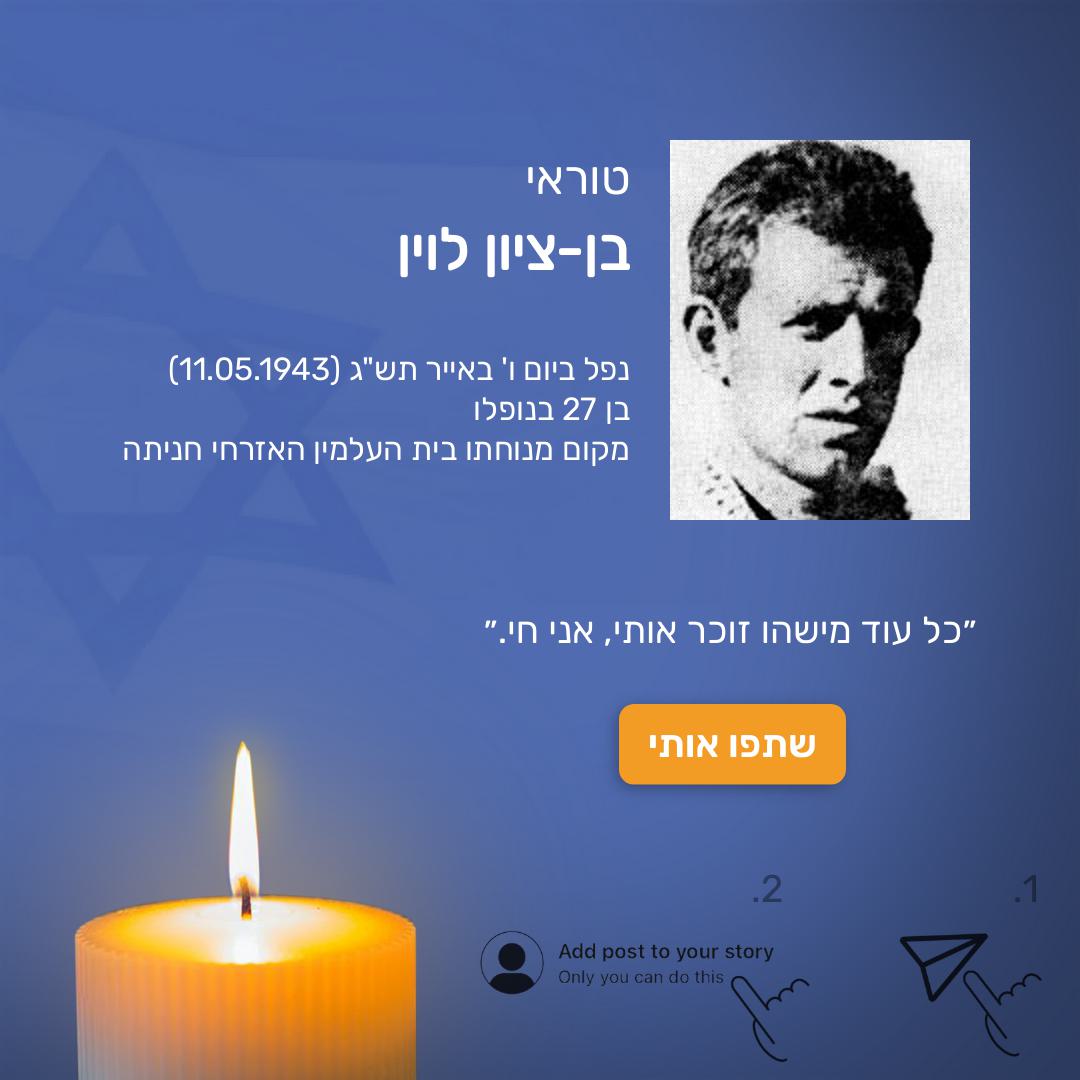 טוראי
בן-ציון לוין
נפל ביום ו' באייר תש"ג (11.05.1943)
בן 27 בנופלו
מקום מנוחתו בית העלמין האזרחי חניתה
"כל עוד מישהו זוכר אותי, אני חי."
שתפו אותי
.1
.2
Add post to your story
Only you can do this